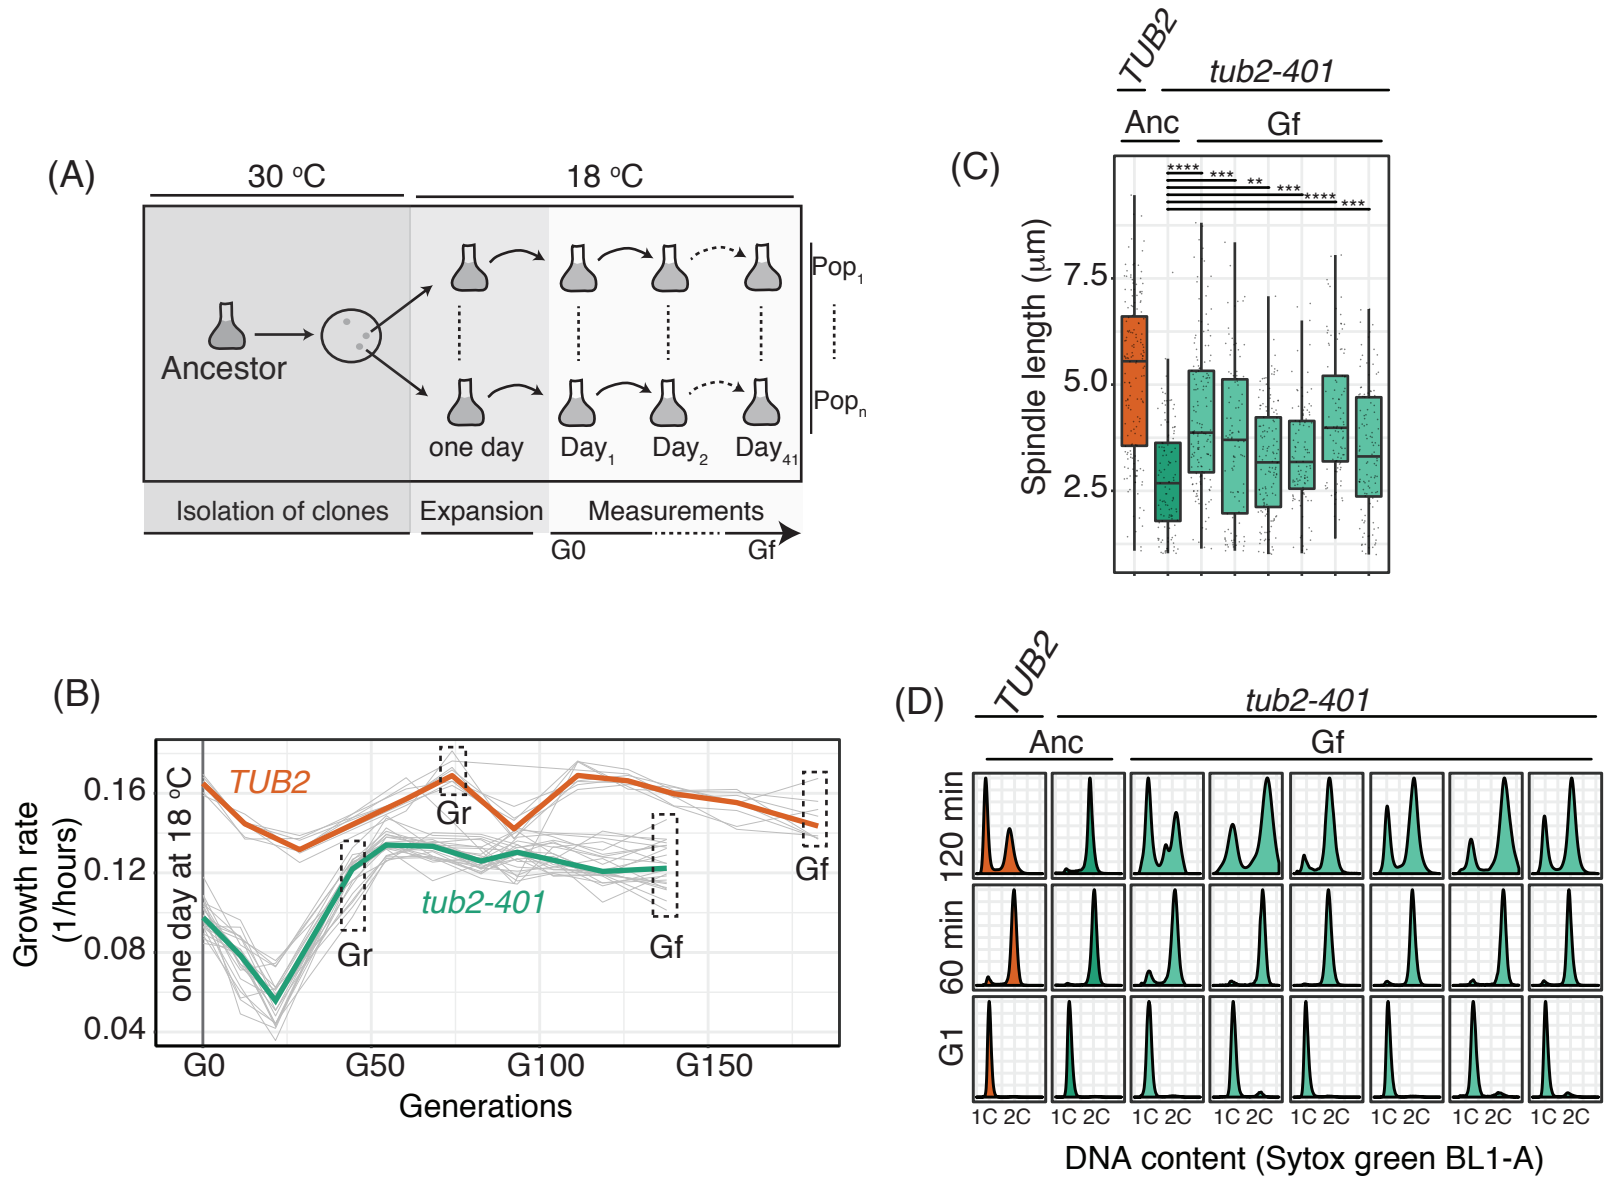 (A)
30 °C
18 °C
Ancestor
one day
Day1
Day2
Day41
Pop1
Popn
Isolation of clones
Expansion
Measurements
G0
Gf
(B)
Growth rate
(1/hours)
0.16
0.12
0.08
0.04
one day at 18 °C
TUB2
Gr
Gf
tub2-401
Gr
Gf
G0
G50
G100
G150
Generations
(C)
TUB2
tub2-401
Anc
Gf
Spindle length (μm)
7.5
5.0
2.5
****
***
**
***
****
***
(D)
TUB2
tub2-401
Anc
Gf
120 min
60 min
G1
1C 2C 1C 2C 1C 2C 1C 2C 1C 2C 1C 2C 1C 2C 1C 2C
DNA content (Sytox green BL1-A)